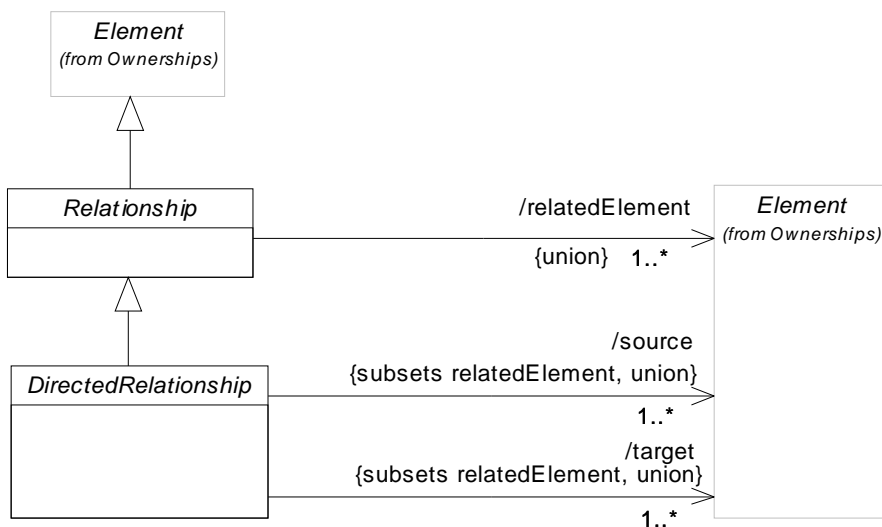 Element
(from Ownerships)
Relationship
/relatedElement
{union} 1..*
Element
(from Ownerships)
DirectedRelationship
/source
{subsets relatedElement, union}
1..*
/target
{subsets relatedElement, union}
1..*